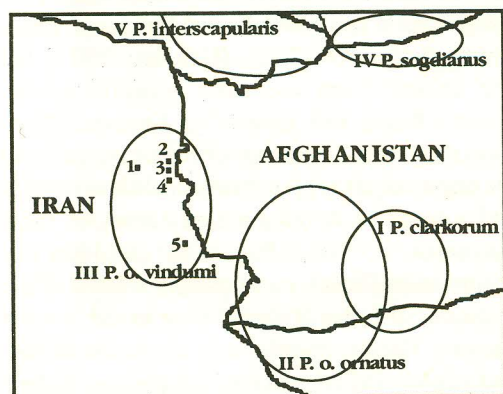 V P. interscapularis
IV P. sogdianus
AFGHANISTAN
2
1 3
4
IRAN
I P. clarkorum
5
III P. o. vindumi
II P. o. ornatus